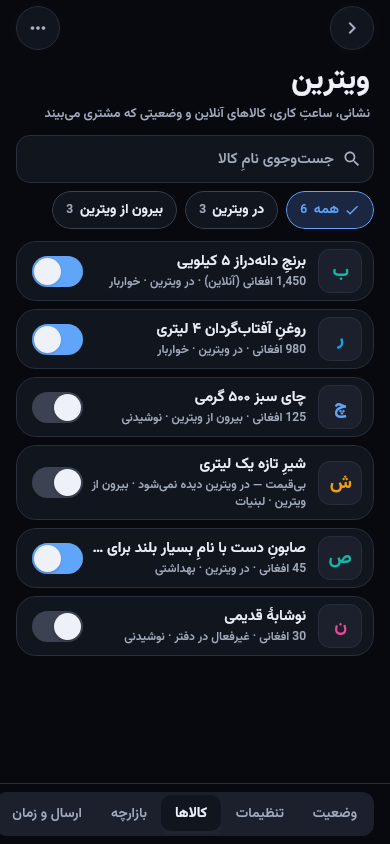 ویترین
نشانی، ساعتِ کاری، کالاهای آنلاین و وضعیتی که مشتری می‌بیند
جست‌وجوی نامِ کالا
همه 6
در ویترین 3
بیرون از ویترین 3
ب
برنجِ دانه‌دراز ۵ کیلویی
1,450 افغانی (آنلاین) · در ویترین · خواربار
ر
روغنِ آفتاب‌گردان ۴ لیتری
980 افغانی · در ویترین · خواربار
چ
چای سبز ۵۰۰ گرمی
125 افغانی · بیرون از ویترین · نوشیدنی
ش
شیرِ تازه یک لیتری
بی‌قیمت — در ویترین دیده نمی‌شود · بیرون از
ویترین · لبنیات
ص
صابونِ دست با نامِ بسیار بلند برای ...
45 افغانی · در ویترین · بهداشتی
ن
نوشابهٔ قدیمی
30 افغانی · غیرفعال در دفتر · نوشیدنی
وضعیت
تنظیمات
کالاها
بازارچه
ارسال و زمان